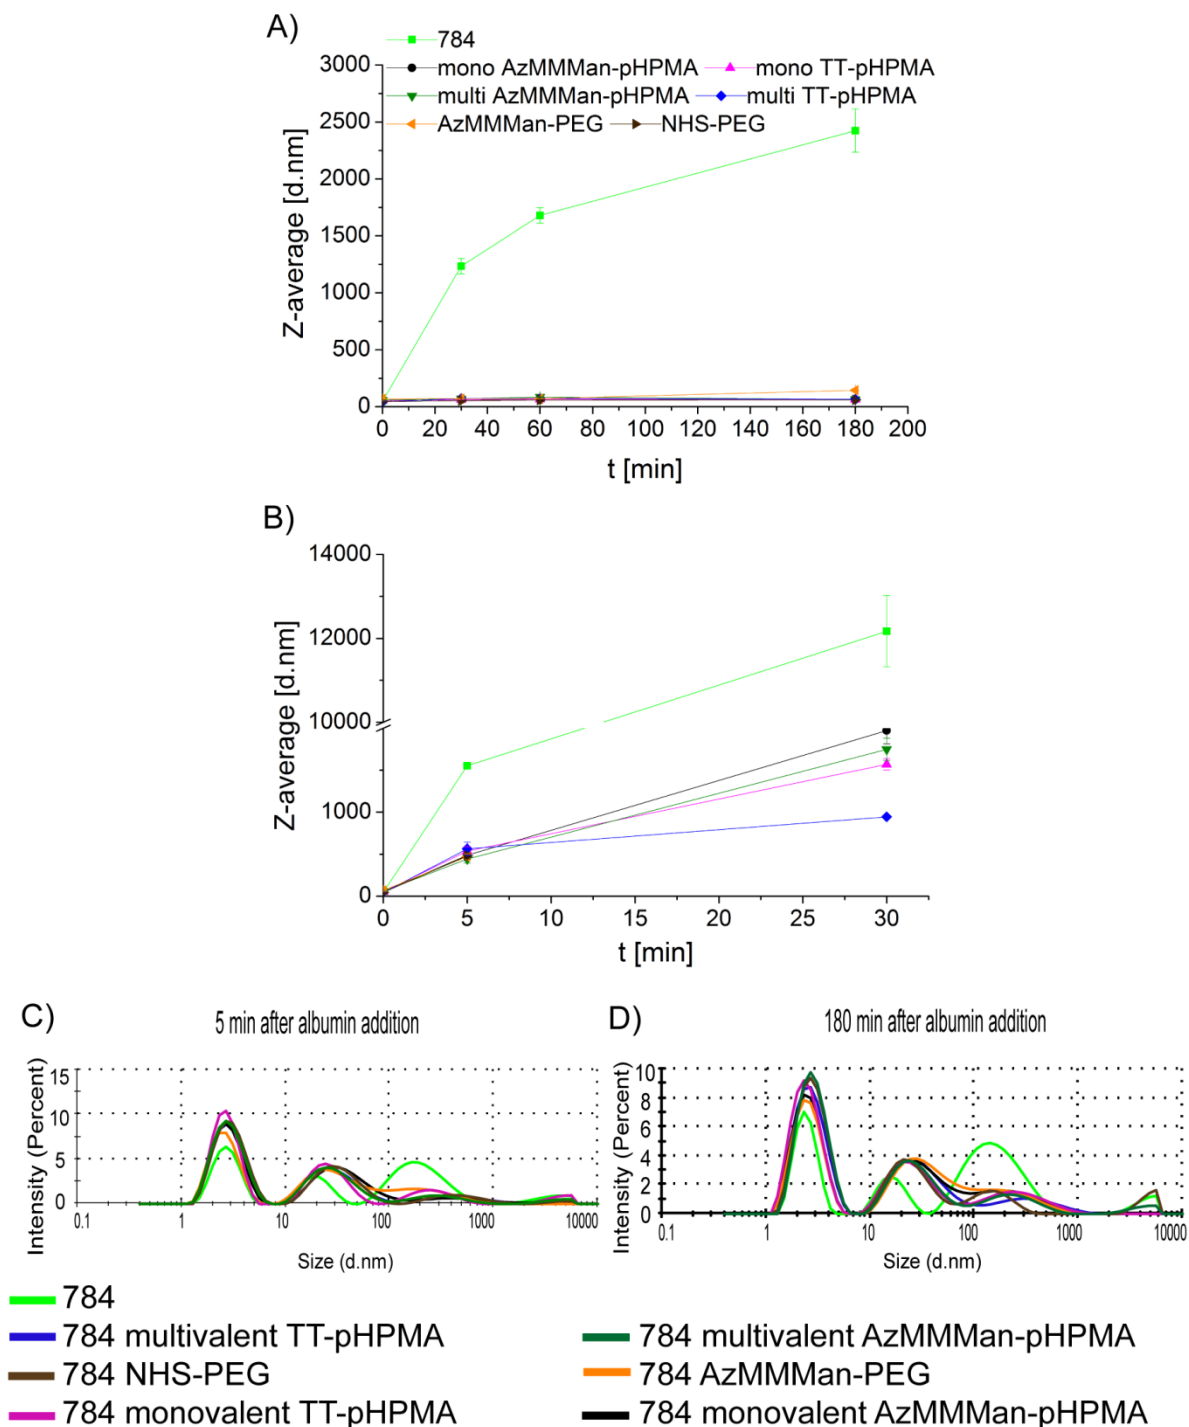 A)
784
mono AzMMMan-pHPMA mono TT-pHPMA
multi AzMMMan-pHPMA multi TT-pHPMA
AzMMMan-PEG NHS-PEG
3000
2500
2000
1500
1000
500
0
Z-average [d.nm]
0 20 40 60 80 100 120 140 160 180 200
t [min]
B)
14000
12000
10000
1000
0
Z-average [d.nm]
0 5 10 15 20 25 30
t [min]
C)
5 min after albumin addition
Intensity (Percent)
15
10
5
0
0.1 1 10 100 1000 10000
Size (d.nm)
D)
180 min after albumin addition
Intensity (Percent)
10
8
6
4
2
0
0.1 1 10 100 1000 10000
Size (d.nm)
784
784 multivalent TT-pHPMA
784 NHS-PEG
784 monovalent TT-pHPMA
784 multivalent AzMMMan-pHPMA
784 AzMMMan-PEG
784 monovalent AzMMMan-pHPMA